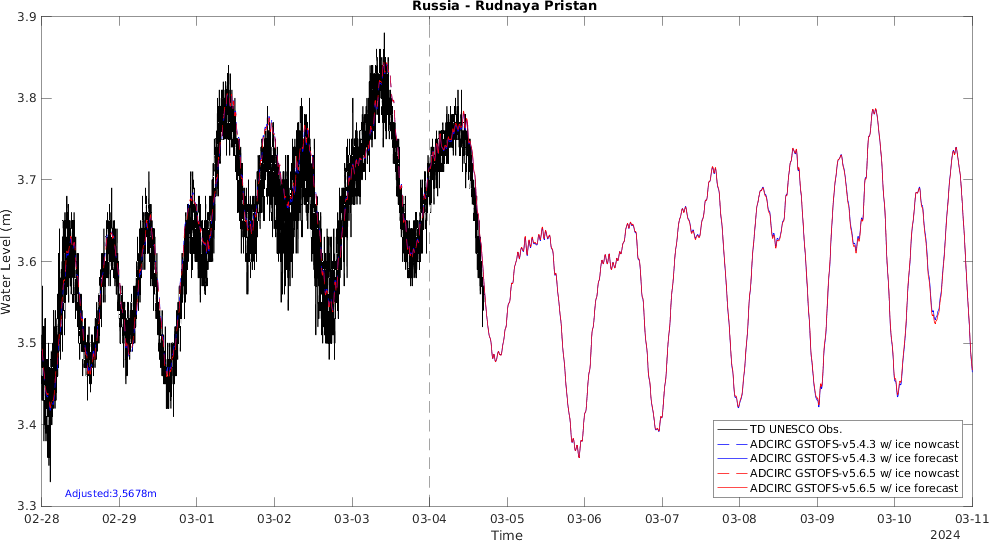 Russia - Rudnaya Pristan
3.9
3.8
3.7
3.6
3.5
3.4
3.3
Water Level (m)
TD UNESCO Obs.
ADCIRC GSTOFS-v5.4.3 w/ ice nowcast
ADCIRC GSTOFS-v5.4.3 w/ ice forecast
ADCIRC GSTOFS-v5.6.5 w/ ice nowcast
ADCIRC GSTOFS-v5.6.5 w/ ice forecast
Adjusted:3.5678m
02-28 02-29 03-01 03-02 03-03 03-04 03-05 03-06 03-07 03-08 03-09 03-10 03-11
Time
2024